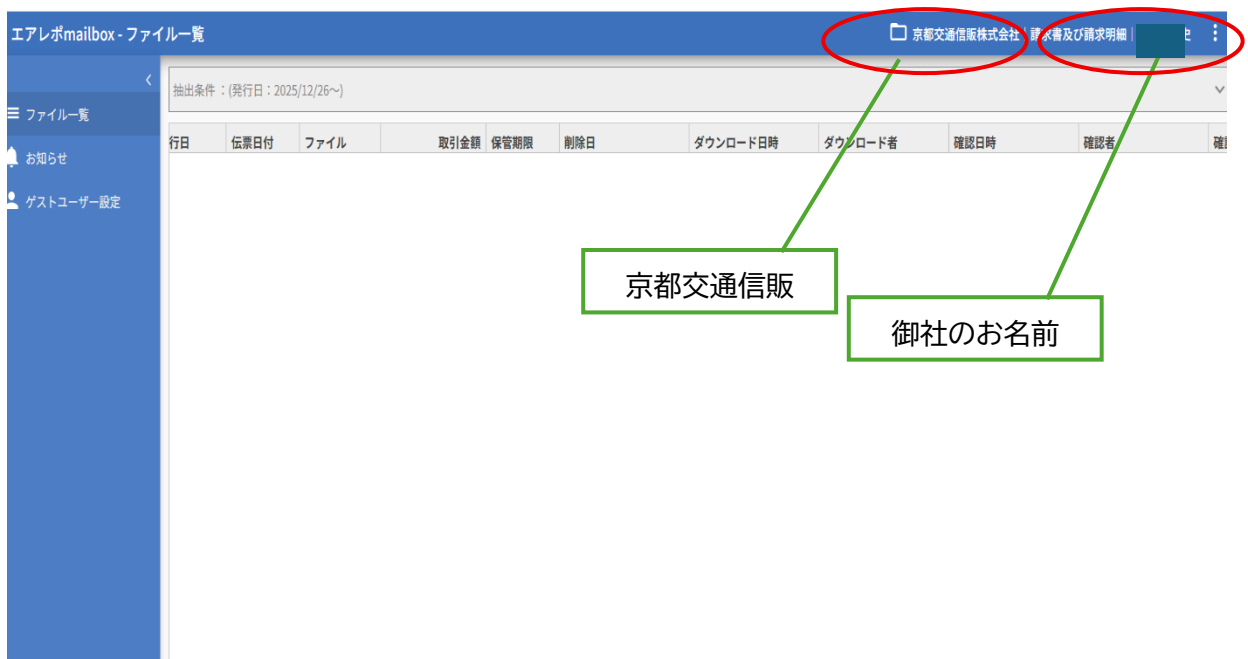 エアレポmailbox - ファイル一覧
京都交通信販株式会社 | 請求書及び請求明細 | 史
抽出条件 : (発行日 : 2025/12/26～)
ファイル一覧
お知らせ
ゲストユーザー設定
行日 伝票日付 ファイル 取引金額 保管期限 削除日 ダウンロード日時 ダウンロード者 確認日時 確認者
京都交通信販
御社のお名前